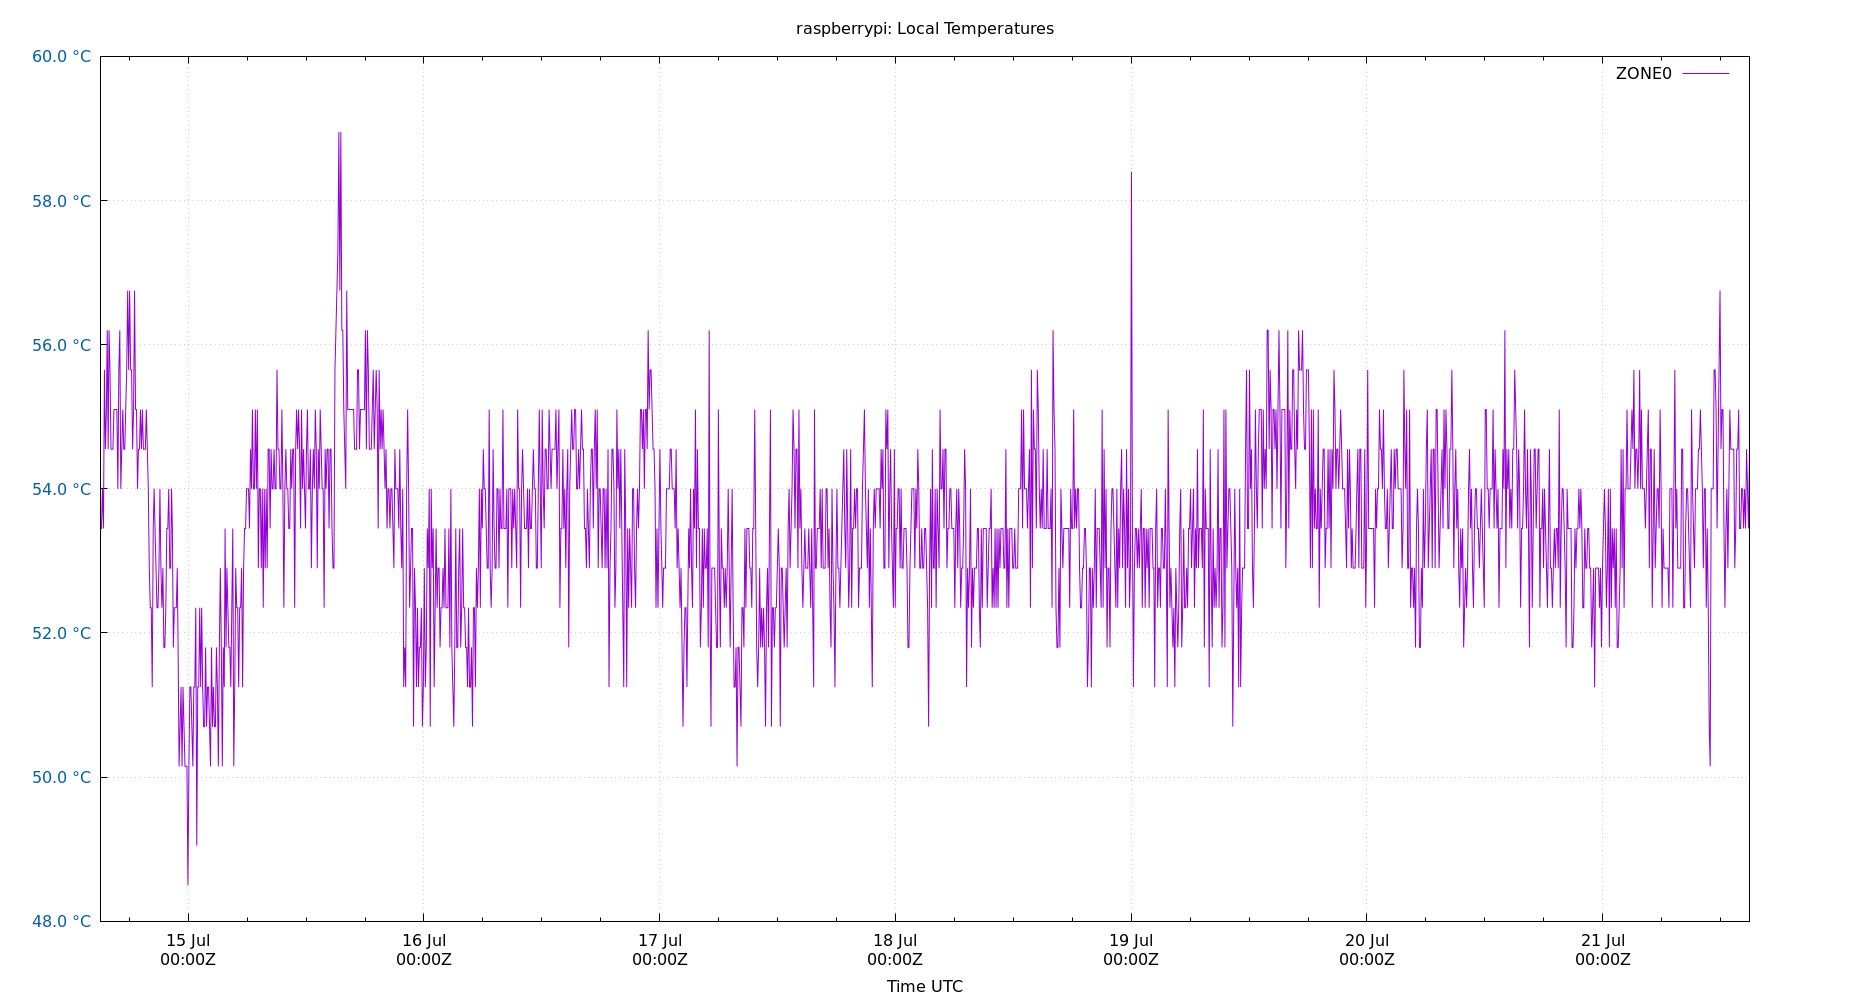 raspberrypi: Local Temperatures
60.0 °C
58.0 °C
56.0 °C
54.0 °C
52.0 °C
50.0 °C
48.0 °C
ZONE0
15 Jul
00:00Z
16 Jul
00:00Z
17 Jul
00:00Z
18 Jul
00:00Z
19 Jul
00:00Z
20 Jul
00:00Z
21 Jul
00:00Z
Time UTC